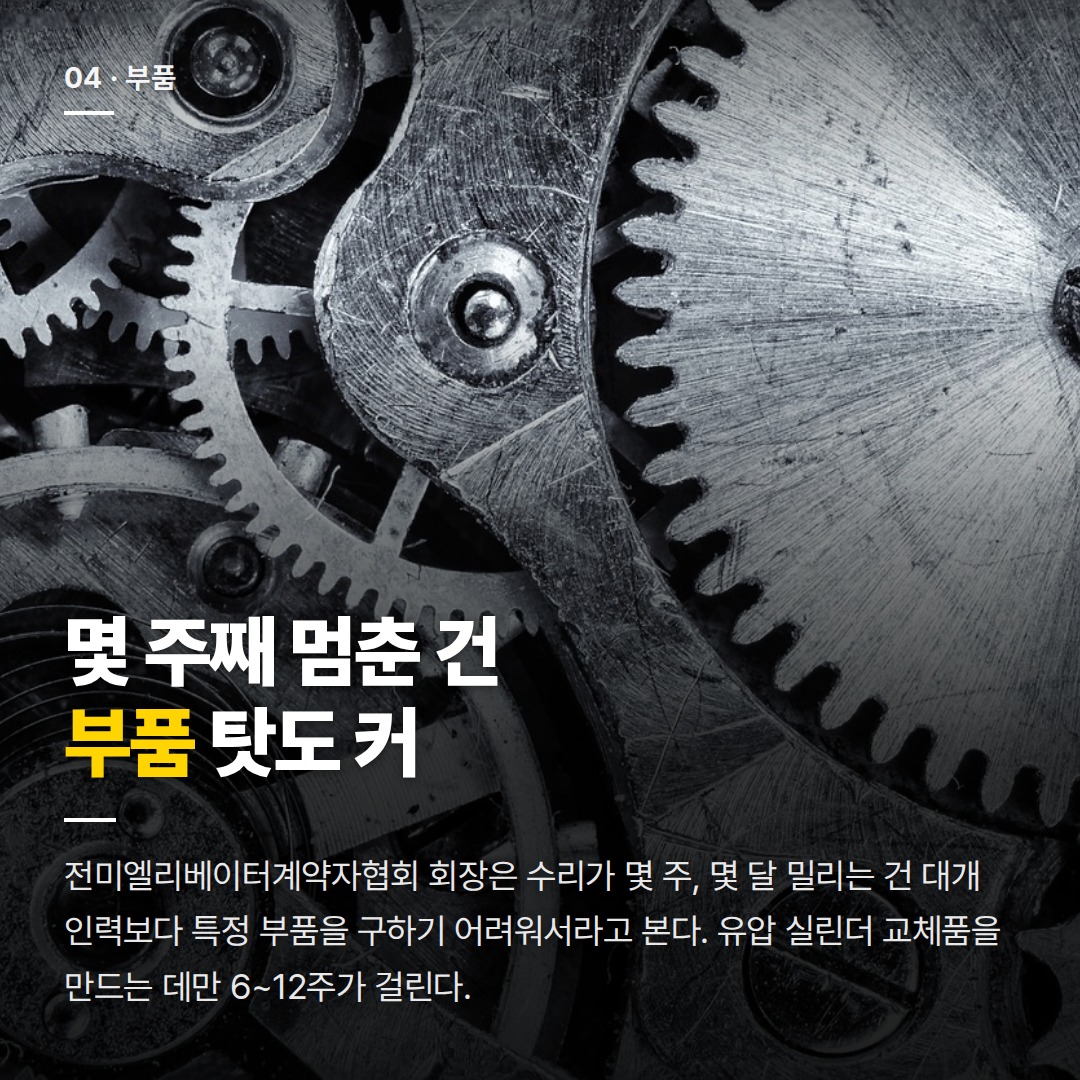 04 · 부품
몇 주째 멈춘 건
부품 탓도 커
전미엘리베이터계약자협회 회장은 수리가 몇 주, 몇 달 밀리는 건 대개
인력보다 특정 부품을 구하기 어려워서라고 본다. 유압 실린더 교체품을
만드는 데만 6~12주가 걸린다.